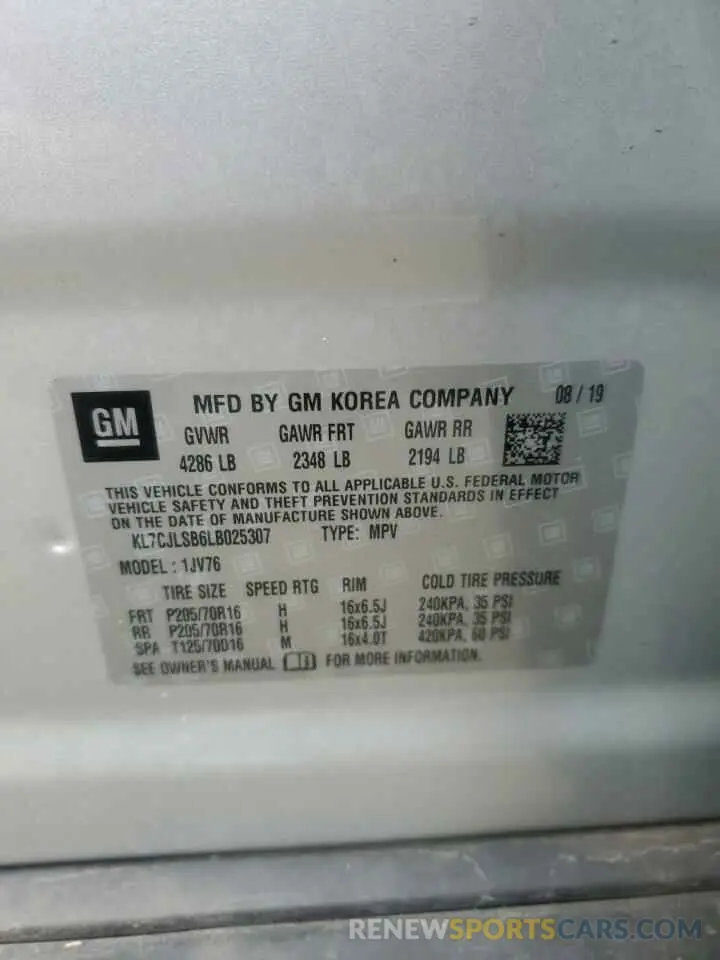 GM
MFD BY GM KOREA COMPANY 08 / 19
GVWR GAWR FRT GAWR RR
4286 LB 2348 LB 2194 LB
THIS VEHICLE CONFORMS TO ALL APPLICABLE U.S. FEDERAL MOTOR
VEHICLE SAFETY AND THEFT PREVENTION STANDARDS IN EFFECT
ON THE DATE OF MANUFACTURE SHOWN ABOVE.
KL7CJLSB6LB025307 TYPE: MPV
MODEL : 1JV76
TIRE SIZE SPEED RTG RIM COLD TIRE PRESSURE
FRT P205/70R16 H 16x6.5J 240KPA, 35 PSI
RR P205/70R16 H 16x6.5J 240KPA, 35 PSI
SPA T125/70D16 M 16x4.0T 420KPA, 60 PSI
SEE OWNER'S MANUAL FOR MORE INFORMATION.
RENEWSPORTSCARS.COM